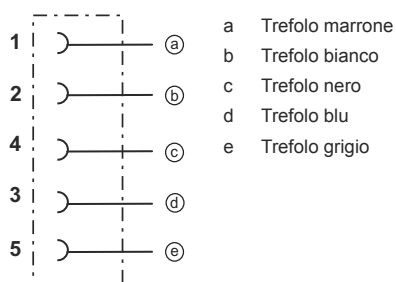 1 a
2 b
4 c
3 d
5 e
a Trefolo marrone
b Trefolo bianco
c Trefolo nero
d Trefolo blu
e Trefolo grigio